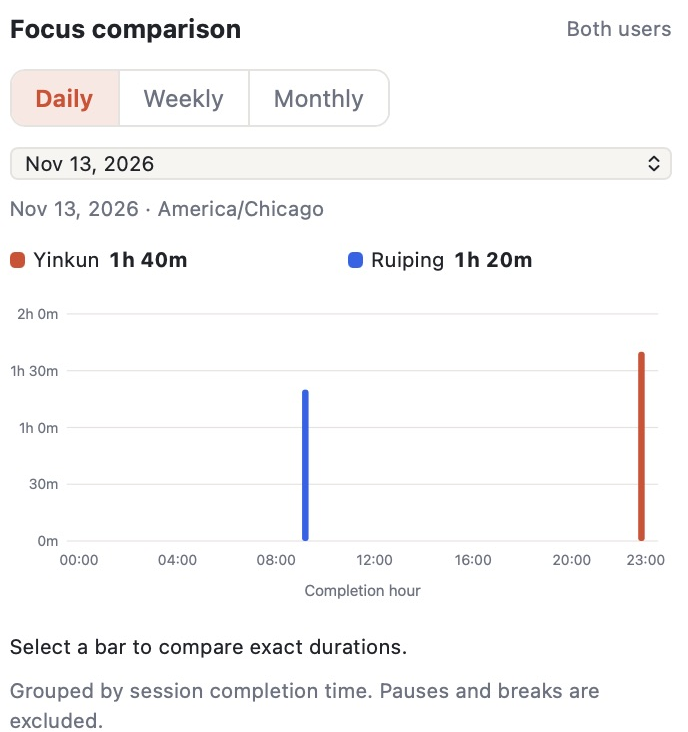 Focus comparison
Both users
Daily
Weekly
Monthly
Nov 13, 2026
Nov 13, 2026 · America/Chicago
Yinkun 1h 40m
Ruiping 1h 20m
2h 0m
1h 30m
1h 0m
30m
0m
00:00 04:00 08:00 12:00 16:00 20:00 23:00
Completion hour
Select a bar to compare exact durations.
Grouped by session completion time. Pauses and breaks are
excluded.